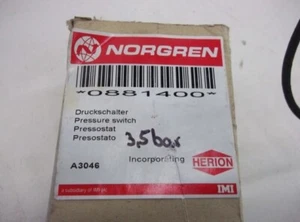 NORGREN
*0881400*
Druckschalter
Pressure switch
Pressostat
Presostato
3,5bar
A3046
Incorporating
HERION
IMI